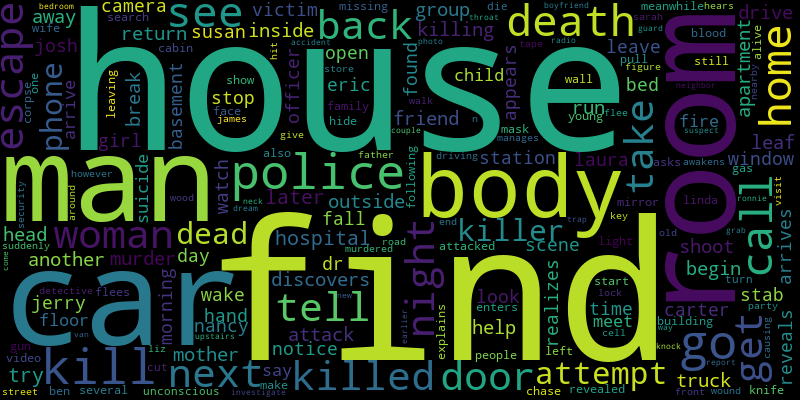 bedroom
camera
see
victim
missing
group
die
boyfriend
meanwhile
hears
away
search
throat
sarah
drive
wife
cabin
return
susan
inside
back
killing
death
guard
blood
josh
hit
accident
photo
tape
radio
leave
pull
escape
house
room
home
phone
arrive
leaving
break
basement
officer
open
found
appears
child
wall
still
figure
apartment
nearby
alive
corpse
one
show
store
eric
stop
run
bed
face
family
walk
young
flee
james
hide
friend
mask
fire
suspect
girl
give
couple
n
manages
take
neighbor
man
suicide
also
father
police
driving
station
laura
asks
awakens
leaf
window
security
however
watch
later
following
body
mirror
gas
call
visit
around
wood
neck
dream
outside
key
linda
ronnie
head
woman
dead
fall
murdered
road
end
trap
killer
old
grab
suddenly
hospital
night
attacked
scene
light
shoot
arrives
come
another
murder
day
dr
find
realizes
begin
turn
car
detective
flees
morning
wake
discovers
new
look
start
lock
carter
stab
jerry
van
hand
tell
earlier
enters
time
party
floor
nancy
attack
explains
help
meet
building
causing
gun
upstairs
notice
people
cell
way
got
get
knock
reveals
video
liz
mother
left
kill
cut
next
say
killed
door
attempt
truck
report
try
make
knife
street
ben
several
unconscious
investigate
chase
revealed
front
wound